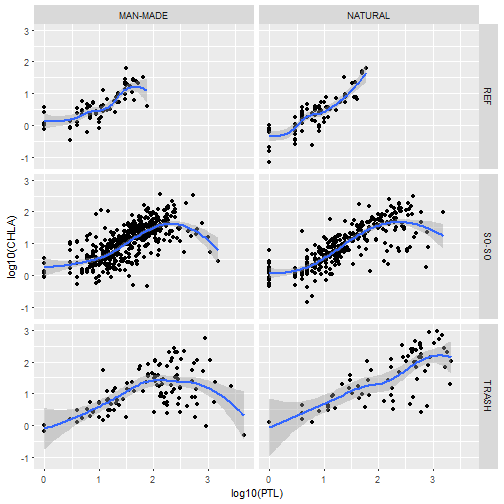 MAN-MADE NATURAL
3
2
1
0
-1
REF
3
2
1
0
-1
SO-SO
3
2
1
0
-1
TRASH
log10(CHLA)
0 1 2 3 0 1 2 3
log10(PTL)